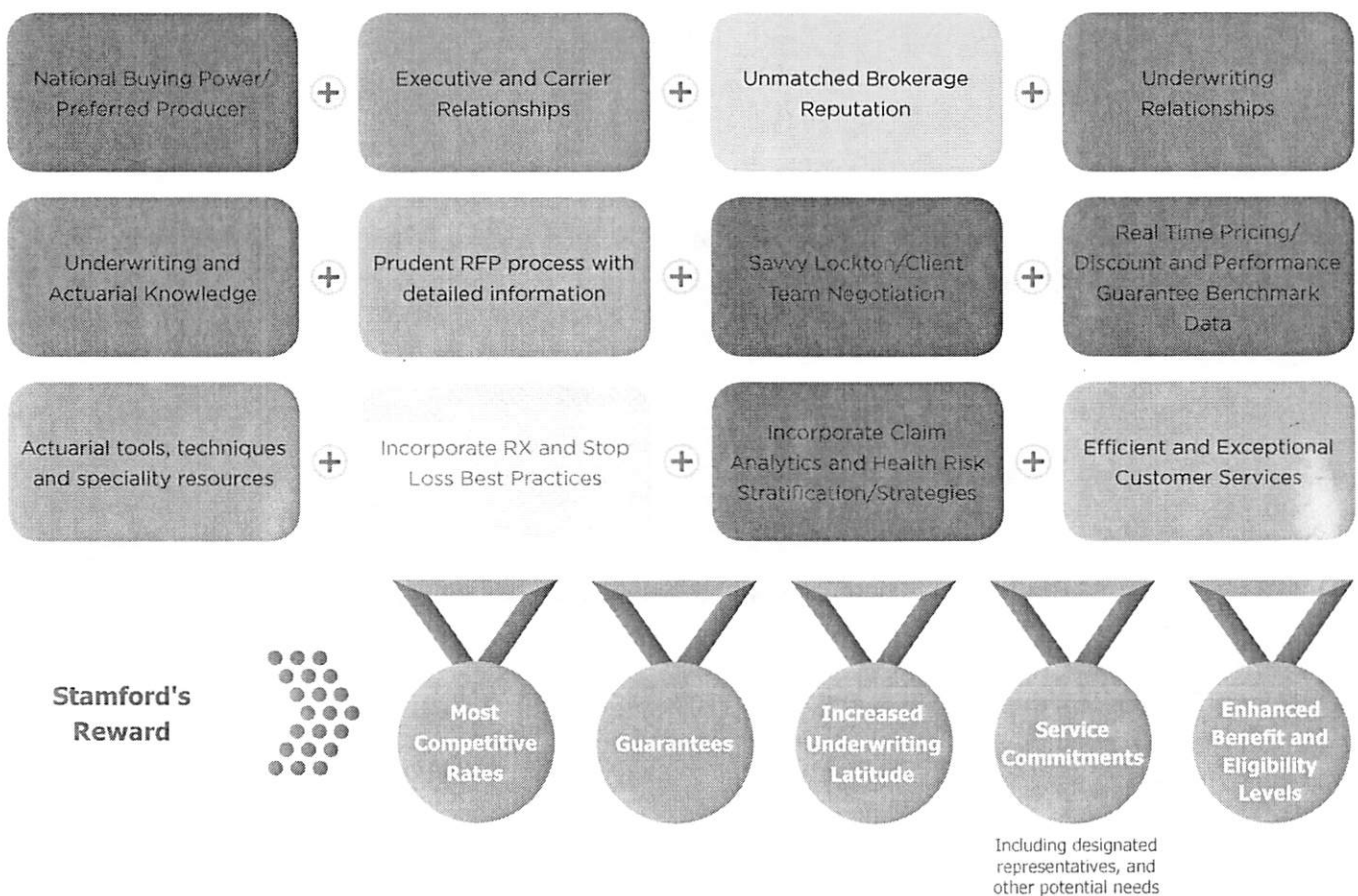 National Buying Power/
Preferred Producer
+
Executive and Carrier
Relationships
+
Unmatched Brokerage
Reputation
+
Underwriting
Relationships
Underwriting and
Actuarial Knowledge
+
Prudent RFP process with
detailed information
+
Savvy Lockton/Client
Team Negotiation
+
Real Time Pricing/
Discount and Performance
Guarantee Benchmark
Data
Actuarial tools, techniques
and speciality resources
+
Incorporate RX and Stop
Loss Best Practices
+
Incorporate Claim
Analytics and Health Risk
Stratification/Strategies
+
Efficient and Exceptional
Customer Services
Stamford's
Reward
Most
Competitive
Rates
Guarantees
Increased
Underwriting
Latitude
Service
Commitments
Enhanced
Benefit and
Eligibility
Levels
Including designated
representatives, and
other potential needs